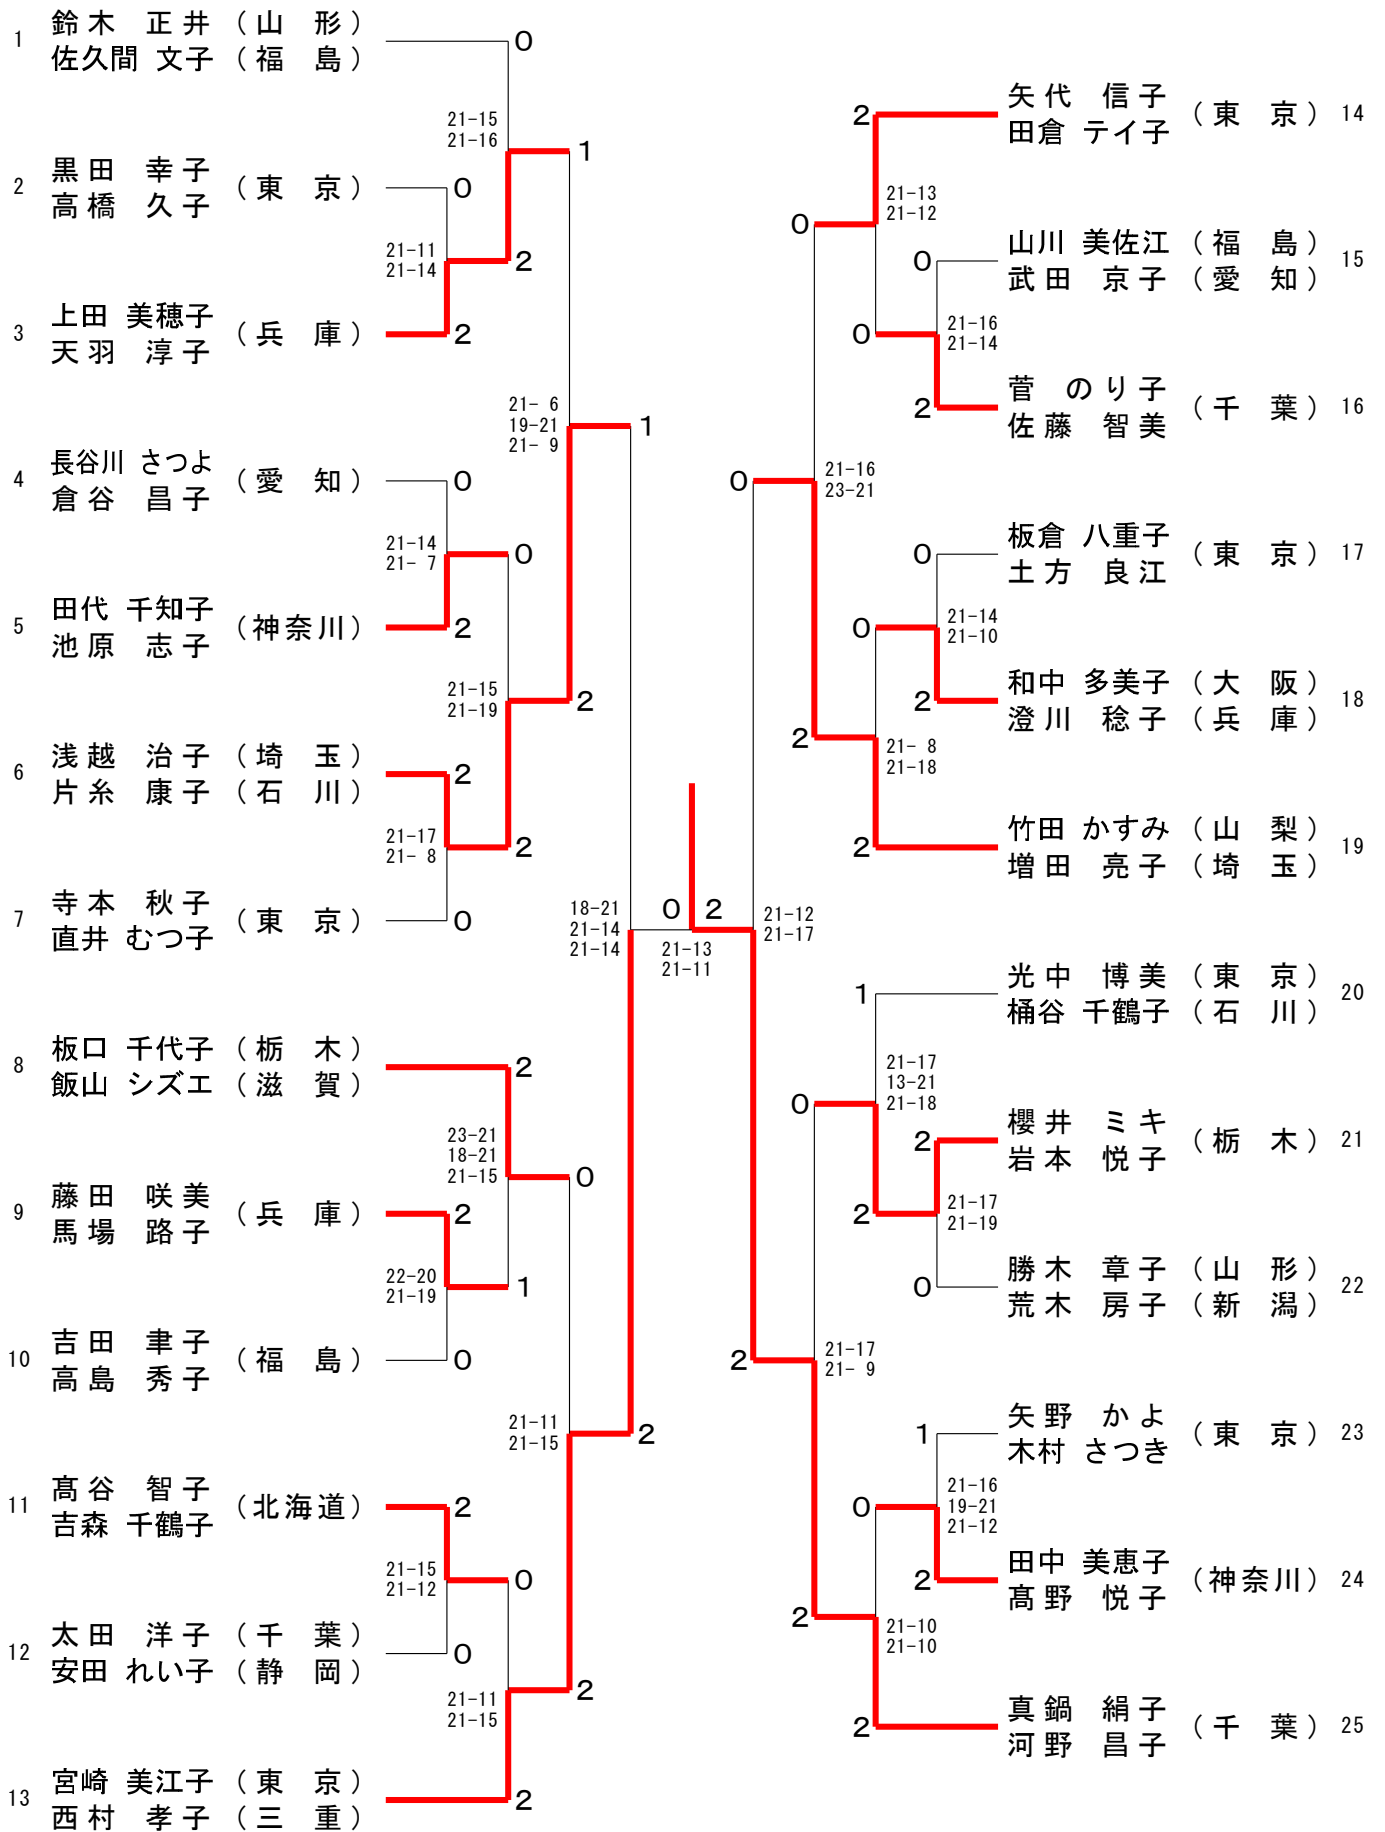 1 鈴木 正井 (山 形)
佐久間 文子 (福 島)
0
21-15
21-16
1
2 黒田 幸子 (東 京)
高橋 久子
0
21-11
21-14
2
3 上田 美穂子 (兵 庫)
天羽 淳子
2
21- 6
19-21
21- 9
1
4 長谷川 さつよ (愛 知)
倉谷 昌子
0
21-14
21- 7
0
5 田代 千知子 (神奈川)
池原 志子
2
21-15
21-19
2
6 浅越 治子 (埼 玉)
片糸 康子 (石 川)
2
21-17
21- 8
2
7 寺本 秋子 (東 京)
直井 むつ子
0
18-21
21-14
21-14
0 2
21-13
21-11
8 板口 千代子 (栃 木)
飯山 シズエ (滋 賀)
2
23-21
18-21
21-15
0
9 藤田 咲美 (兵 庫)
馬場 路子
2
22-20
21-19
1
10 吉田 聿子 (福 島)
高島 秀子
0
21-11
21-15
2
11 髙谷 智子 (北海道)
吉森 千鶴子
2
21-15
21-12
0
12 太田 洋子 (千 葉)
安田 れい子 (静 岡)
0
21-11
21-15
2
13 宮崎 美江子 (東 京)
西村 孝子 (三 重)
2
2 矢代 信子 (東 京) 14
田倉 テイ子
21-13
21-12
0
0 山川 美佐江 (福 島) 15
武田 京子 (愛 知)
0
21-16
21-14
2 菅 のり子 (千 葉) 16
佐藤 智美
0
21-16
23-21
0 板倉 八重子 (東 京) 17
土方 良江
0
21-14
21-10
2 和中 多美子 (大 阪) 18
澄川 稔子 (兵 庫)
2
21- 8
21-18
2 竹田 かすみ (山 梨) 19
増田 亮子 (埼 玉)
21-12
21-17
1 光中 博美 (東 京) 20
桶谷 千鶴子 (石 川)
21-17
13-21
21-18
0
2 櫻井 ミキ (栃 木) 21
岩本 悦子
2
21-17
21-19
0 勝木 章子 (山 形) 22
荒木 房子 (新 潟)
2
21-17
21- 9
1 矢野 かよ (東 京) 23
木村 さつき
0
21-16
19-21
21-12
2 田中 美恵子 (神奈川) 24
髙野 悦子
2
21-10
21-10
2 真鍋 絹子 (千 葉) 25
河野 昌子